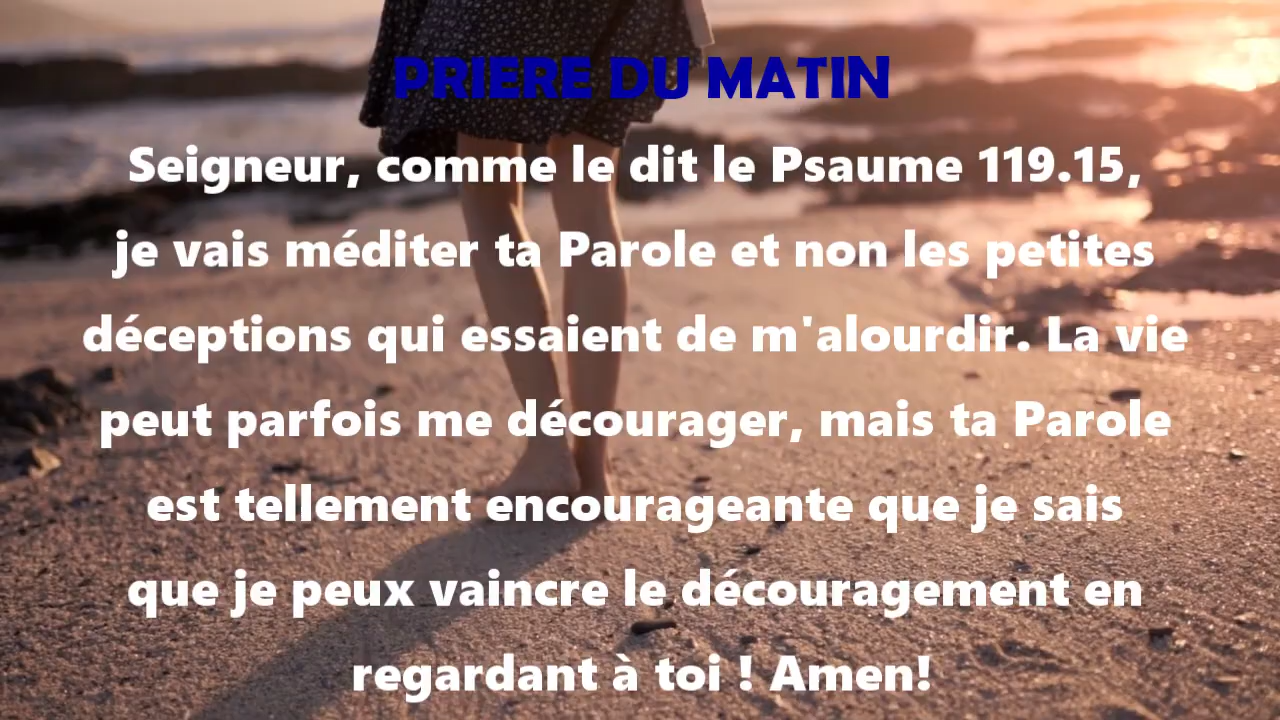 PRIERE DU MATIN
Seigneur, comme le dit le Psaume 119.15,
je vais méditer ta Parole et non les petites
déceptions qui essaient de m'alourdir. La vie
peut parfois me décourager, mais ta Parole
est tellement encourageante que je sais
que je peux vaincre le découragement en
regardant à toi ! Amen!